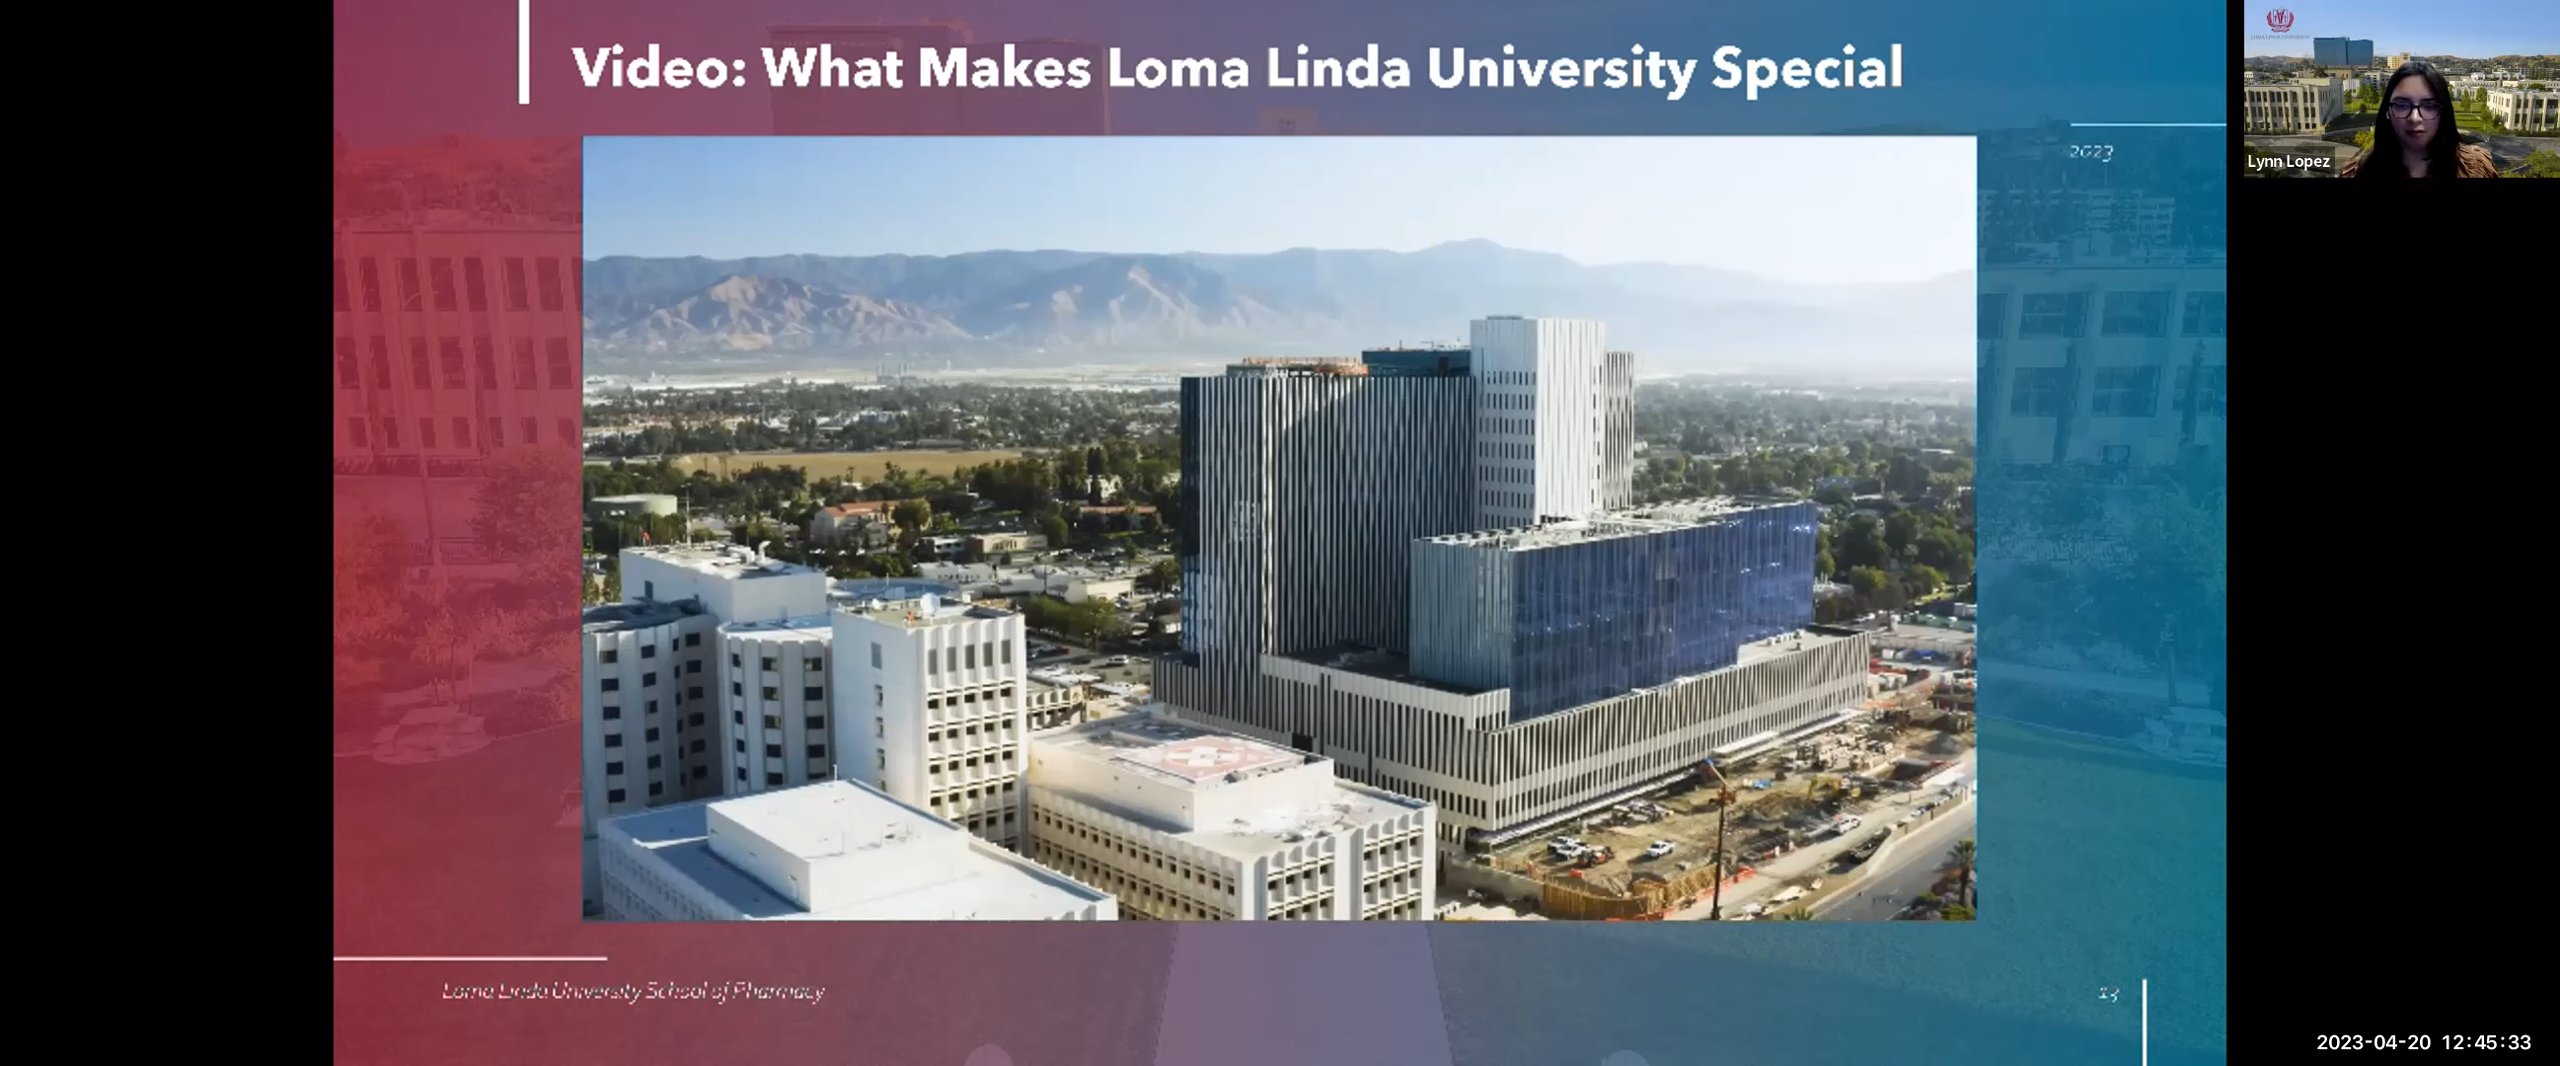 Video: What Makes Loma Linda University Special
2023
Lynn Lopez
Loma Linda University School of Pharmacy
13
2023-04-20 12:45:33